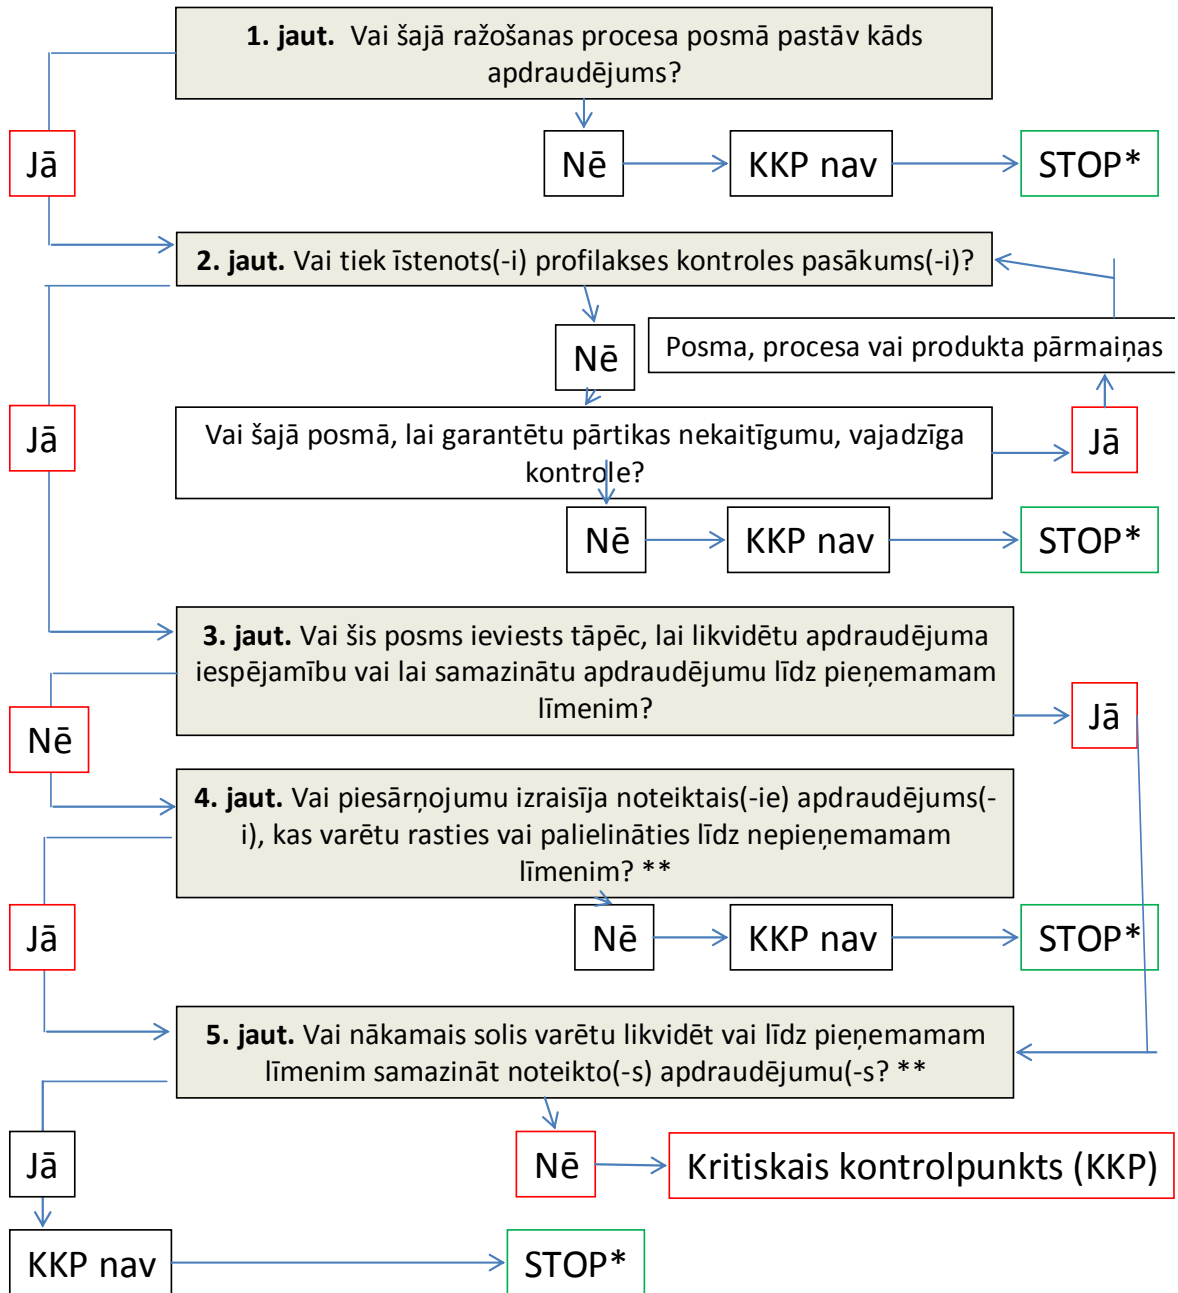 1. jaut.  Vai šajā ražošanas procesa posmā pastāv kāds
apdraudējums?
Jā
Nē
KKP nav
STOP*
2. jaut. Vai tiek īstenots(-i) profilakses kontroles pasākums(-i)?
Nē
Posma, procesa vai produkta pārmaiņas
Jā
Vai šajā posmā, lai garantētu pārtikas nekaitīgumu, vajadzīga
kontrole?
Jā
Nē
KKP nav
STOP*
3. jaut. Vai šis posms ieviests tāpēc, lai likvidētu apdraudējuma
iespējamību vai lai samazinātu apdraudējumu līdz pieņemamam
līmenim?
Jā
Nē
4. jaut. Vai piesārņojumu izraisīja noteiktais(-ie) apdraudējums(-
i), kas varētu rasties vai palielināties līdz nepieņemamam
līmenim? **
Jā
Nē
KKP nav
STOP*
5. jaut. Vai nākamais solis varētu likvidēt vai līdz pieņemamam
līmenim samazināt noteikto(-s) apdraudējumu(-s? **
Jā
Nē
Kritiskais kontrolpunkts (KKP)
KKP nav
STOP*